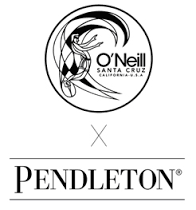 O'Neill
SANTA CRUZ
CALIFORNIA - U.S.A
X
PENDLETON®